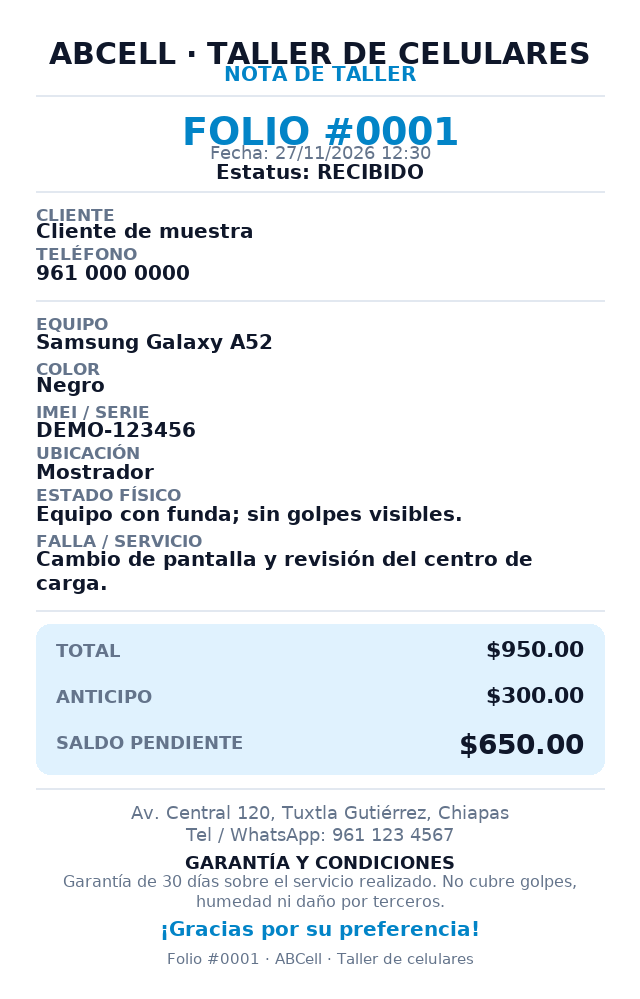 ABCELL · TALLER DE CELULARES
NOTA DE TALLER
FOLIO #0001
Fecha: 27/11/2026 12:30
Estatus: RECIBIDO
CLIENTE
Cliente de muestra
TELÉFONO
961 000 0000
EQUIPO
Samsung Galaxy A52
COLOR
Negro
IMEI / SERIE
DEMO-123456
UBICACIÓN
Mostrador
ESTADO FÍSICO
Equipo con funda; sin golpes visibles.
FALLA / SERVICIO
Cambio de pantalla y revisión del centro de
carga.
TOTAL $950.00
ANTICIPO $300.00
SALDO PENDIENTE $650.00
Av. Central 120, Tuxtla Gutiérrez, Chiapas
Tel / WhatsApp: 961 123 4567
GARANTÍA Y CONDICIONES
Garantía de 30 días sobre el servicio realizado. No cubre golpes,
humedad ni daño por terceros.
¡Gracias por su preferencia!
Folio #0001 · ABCell · Taller de celulares